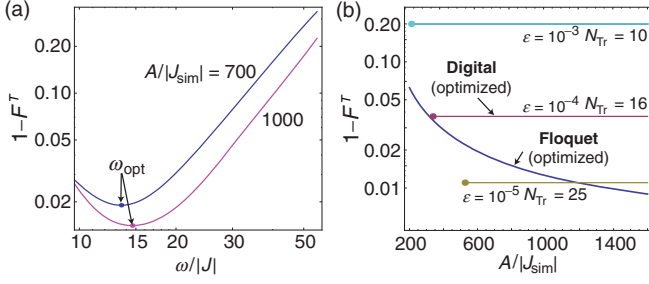 (a)
0.20
0.10
0.05
0.02
1−Fᵀ
A/|J_sim| = 700
1000
ω_opt
10
15
20
30
50
ω/|J|
(b)
0.20
0.10
0.05
0.02
0.01
1−Fᵀ
ε = 10⁻³ N_Tr = 10
Digital
(optimized)
ε = 10⁻⁴ N_Tr = 16
Floquet
(optimized)
ε = 10⁻⁵ N_Tr = 25
200
600
1000
1400
A/|J_sim|